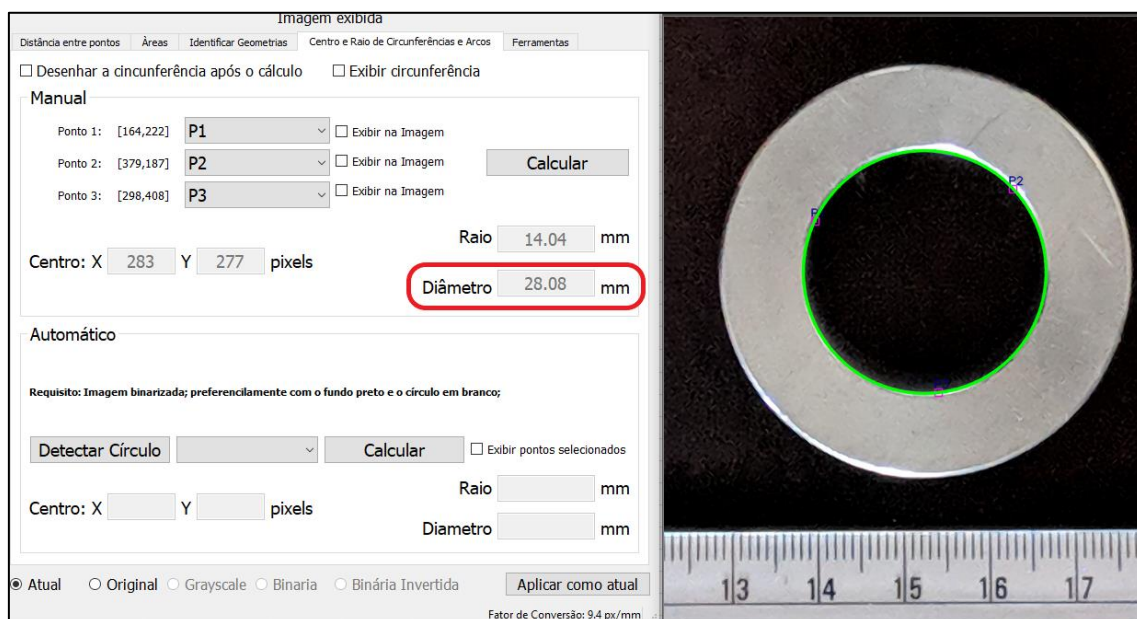 Imagem exibida
Distância entre pontos Àreas Identificar Geometrias Centro e Raio de Circunferências e Arcos Ferramentas
Desenhar a cincunferência após o cálculo Exibir circunferência
Manual
Ponto 1: [164,222] P1 Exibir na Imagem
Ponto 2: [379,187] P2 Exibir na Imagem Calcular
Ponto 3: [298,408] P3 Exibir na Imagem
Raio 14.04 mm
Centro: X 283 Y 277 pixels
Diâmetro 28.08 mm
Automático
Requisito: Imagem binarizada; preferencilamente com o fundo preto e o círculo em branco;
Detectar Círculo Calcular Exibir pontos selecionados
Raio mm
Centro: X Y pixels
Diametro mm
Atual Original Grayscale Binaria Binária Invertida Aplicar como atual
Fator de Conversão: 9.4 px/mm
P2
13 14 15 16 17